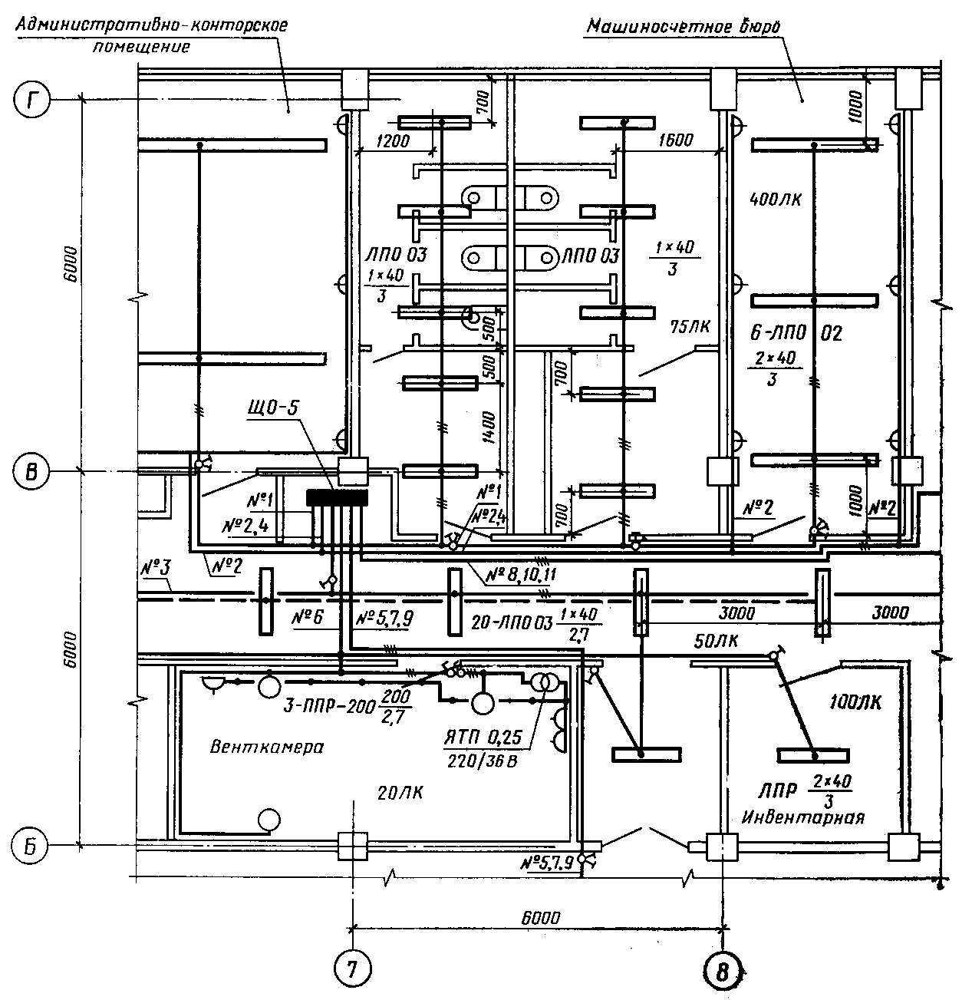 Административно-конторское
помещение
Машиносчетное бюро
Г
700
1000
1200
1600
400ЛК
6000
ЛПО 03
1×40
3
ЛПО 03
1×40
3
500
75ЛК
6-ЛПО 02
2×40
3
500
700
ЩО-5
1400
В
№1
№2,4
№1
№2,4
700
№2
1000
№2
№3
№2
№8,10,11
№6
№5,7,9
20-ЛПО 03
1×40
2,7
3000
3000
6000
50ЛК
3-ППР-200
200
2,7
100ЛК
Венткамера
ЯТП 0,25
220/36 В
20ЛК
ЛПР
2×40
3
Инвентарная
Б
№5,7,9
6000
7
8